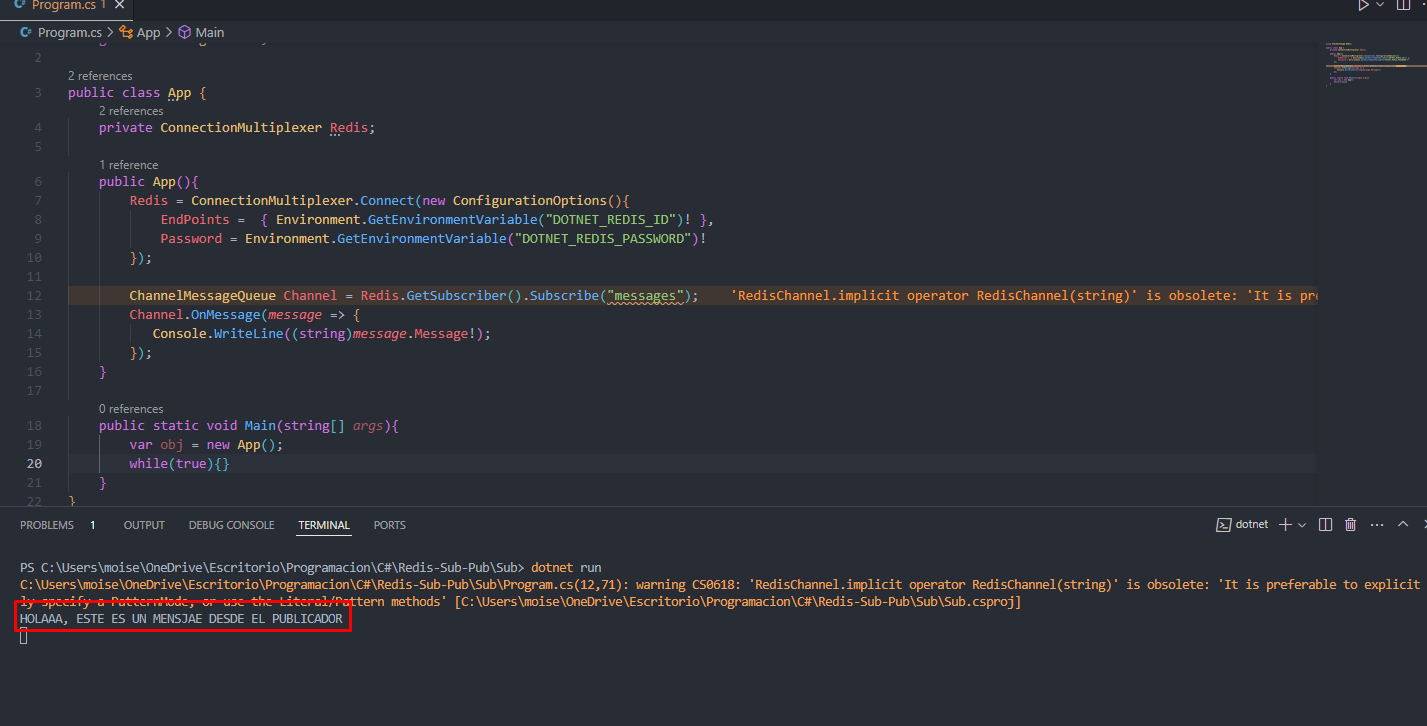 Program.cs 1
Program.cs > App > Main
2
2 references
3 public class App {
2 references
4 private ConnectionMultiplexer Redis;
5
1 reference
6 public App(){
7 Redis = ConnectionMultiplexer.Connect(new ConfigurationOptions(){
8 EndPoints = { Environment.GetEnvironmentVariable("DOTNET_REDIS_ID")! },
9 Password = Environment.GetEnvironmentVariable("DOTNET_REDIS_PASSWORD")!
10 });
11
12 ChannelMessageQueue Channel = Redis.GetSubscriber().Subscribe("messages"); 'RedisChannel.implicit operator RedisChannel(string)' is obsolete: 'It is pre
13 Channel.OnMessage(message => {
14 Console.WriteLine((string)message.Message!);
15 });
16 }
17
0 references
18 public static void Main(string[] args){
19 var obj = new App();
20 while(true){}
21 }
22 }
PROBLEMS 1 OUTPUT DEBUG CONSOLE TERMINAL PORTS dotnet
PS C:\Users\moise\OneDrive\Escritorio\Programacion\C#\Redis-Sub-Pub\Sub> dotnet run
C:\Users\moise\OneDrive\Escritorio\Programacion\C#\Redis-Sub-Pub\Sub\Program.cs(12,71): warning CS0618: 'RedisChannel.implicit operator RedisChannel(string)' is obsolete: 'It is preferable to explicit
ly specify a PatternMode, or use the Literal/Pattern methods' [C:\Users\moise\OneDrive\Escritorio\Programacion\C#\Redis-Sub-Pub\Sub\Sub.csproj]
HOLAAA, ESTE ES UN MENSJAE DESDE EL PUBLICADOR